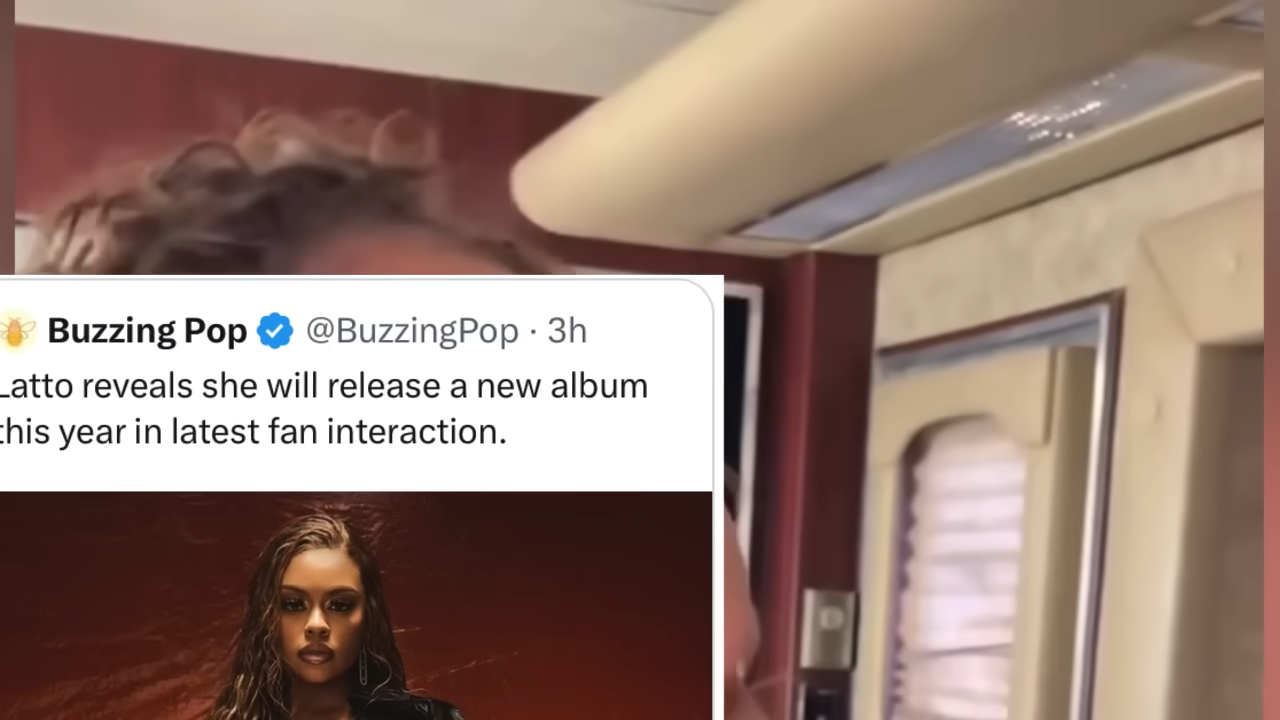 Buzzing Pop @BuzzingPop · 3h
Latto reveals she will release a new album
this year in latest fan interaction.